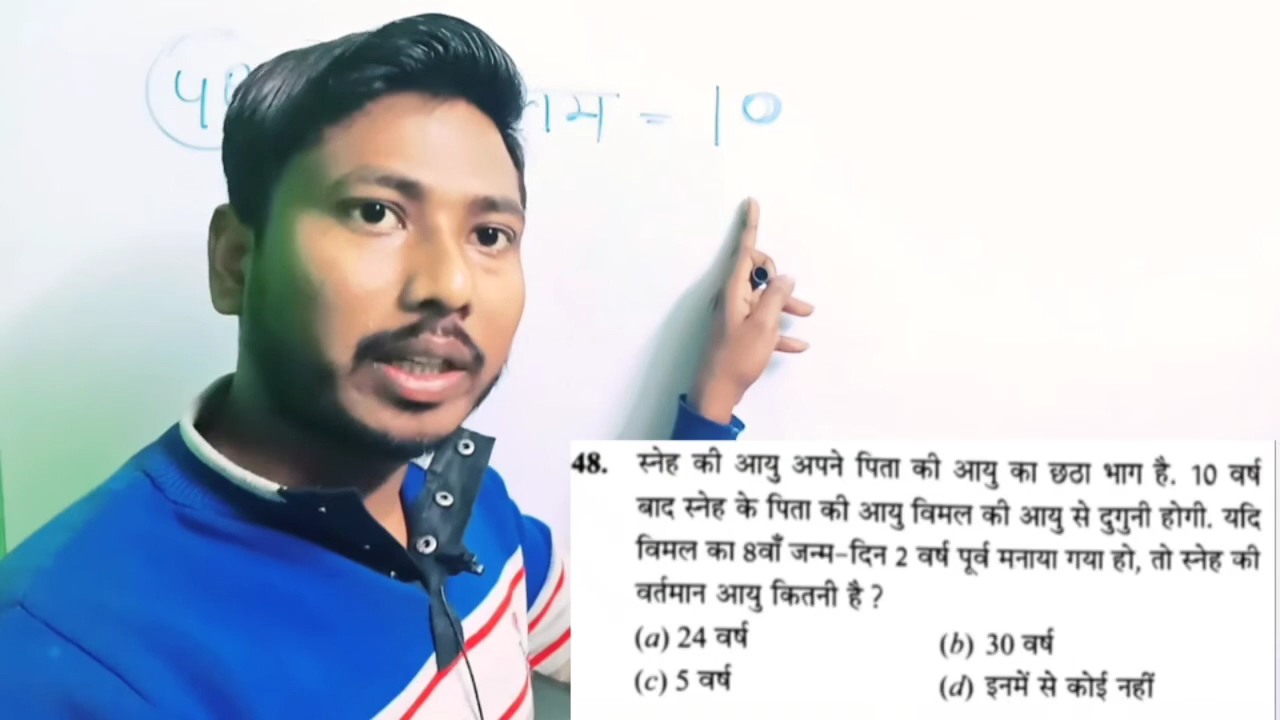 = 10
48. स्नेह की आयु अपने पिता की आयु का छठा भाग है. 10 वर्ष
बाद स्नेह के पिता की आयु विमल की आयु से दुगुनी होगी. यदि
विमल का 8वाँ जन्म-दिन 2 वर्ष पूर्व मनाया गया हो, तो स्नेह की
वर्तमान आयु कितनी है ?
(a) 24 वर्ष (b) 30 वर्ष
(c) 5 वर्ष (d) इनमें से कोई नहीं